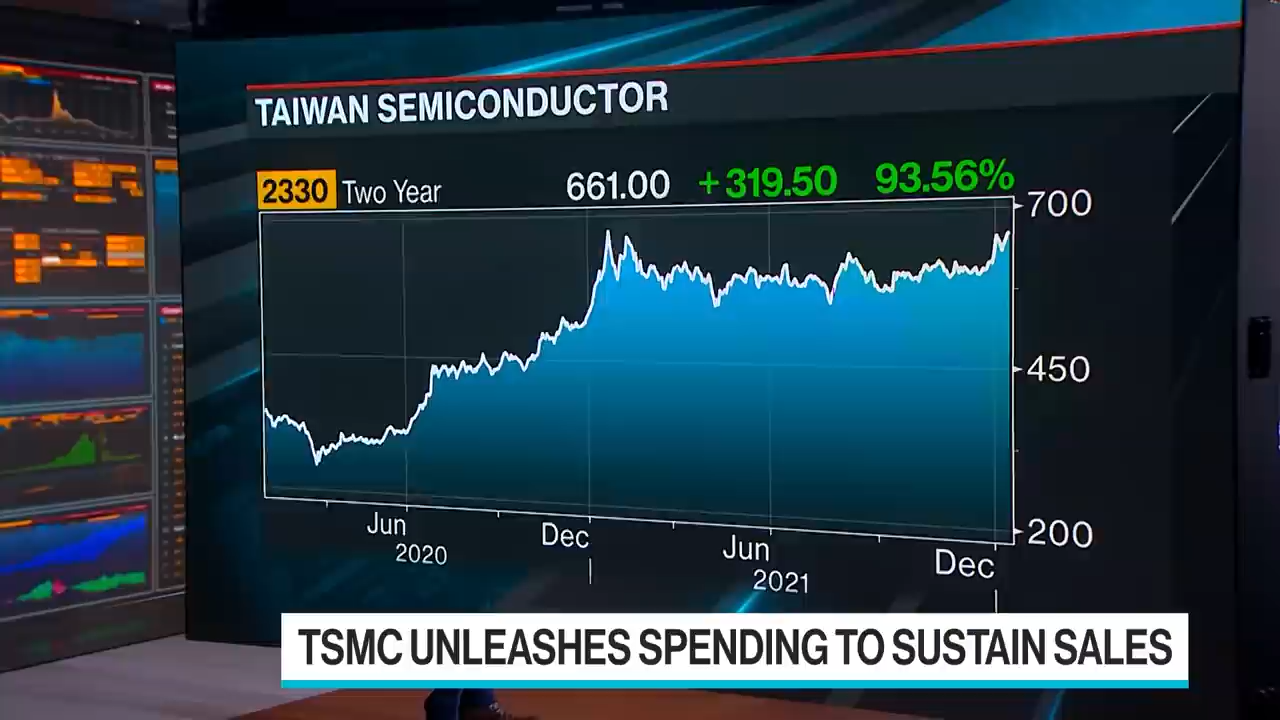 TAIWAN SEMICONDUCTOR
2330 Two Year 661.00 +319.50 93.56%
700
450
200
Jun Dec Jun Dec
2020 2021
TSMC UNLEASHES SPENDING TO SUSTAIN SALES